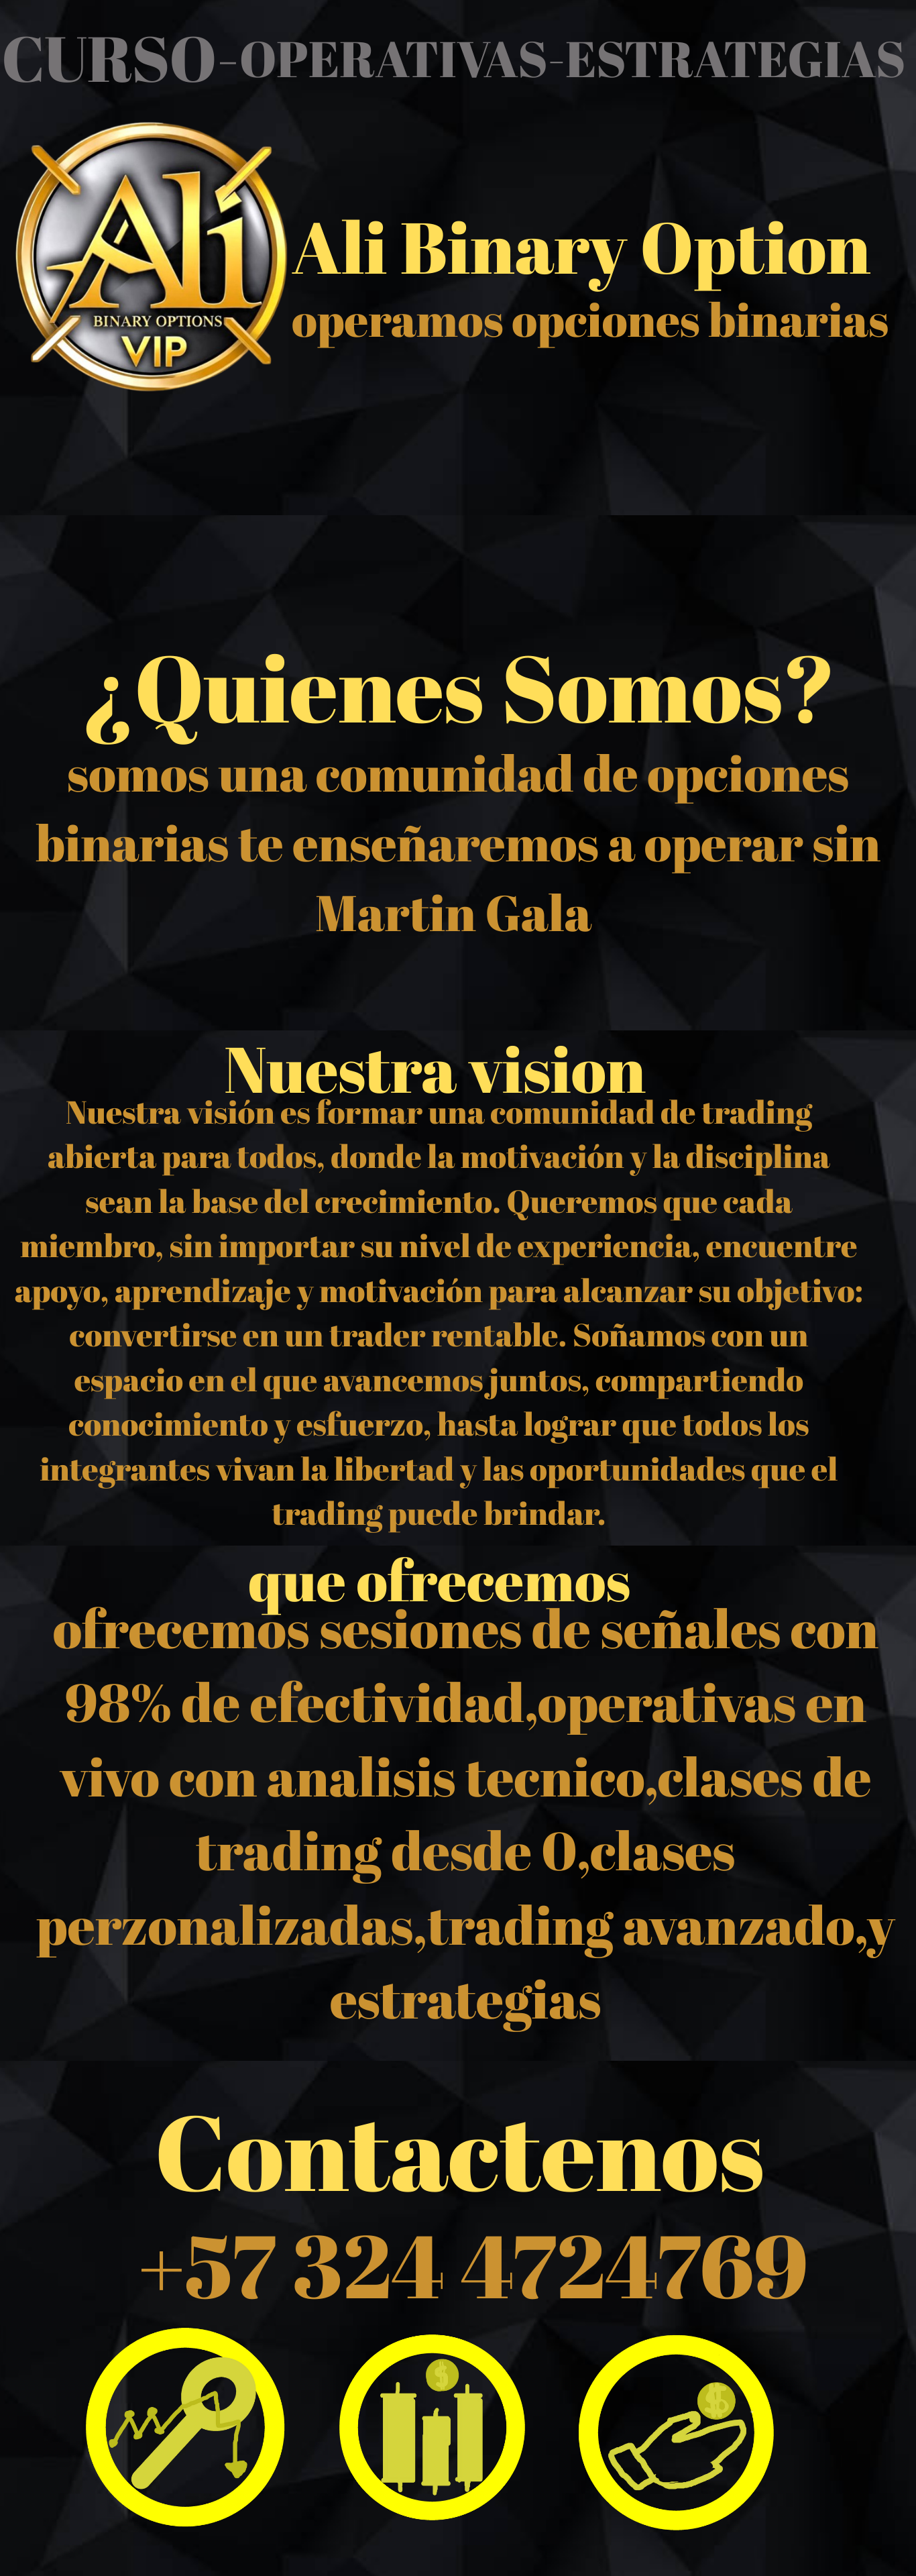 CURSO-OPERATIVAS-ESTRATEGIAS
Ali
BINARY OPTIONS
VIP
Ali Binary Option
operamos opciones binarias
¿Quienes Somos?
somos una comunidad de opciones
binarias te enseñaremos a operar sin
Martin Gala
Nuestra vision
Nuestra visión es formar una comunidad de trading
abierta para todos, donde la motivación y la disciplina
sean la base del crecimiento. Queremos que cada
miembro, sin importar su nivel de experiencia, encuentre
apoyo, aprendizaje y motivación para alcanzar su objetivo:
convertirse en un trader rentable. Soñamos con un
espacio en el que avancemos juntos, compartiendo
conocimiento y esfuerzo, hasta lograr que todos los
integrantes vivan la libertad y las oportunidades que el
trading puede brindar.
que ofrecemos
ofrecemos sesiones de señales con
98% de efectividad,operativas en
vivo con analisis tecnico,clases de
trading desde 0,clases
perzonalizadas,trading avanzado,y
estrategias
Contactenos
+57 324 4724769
$
$